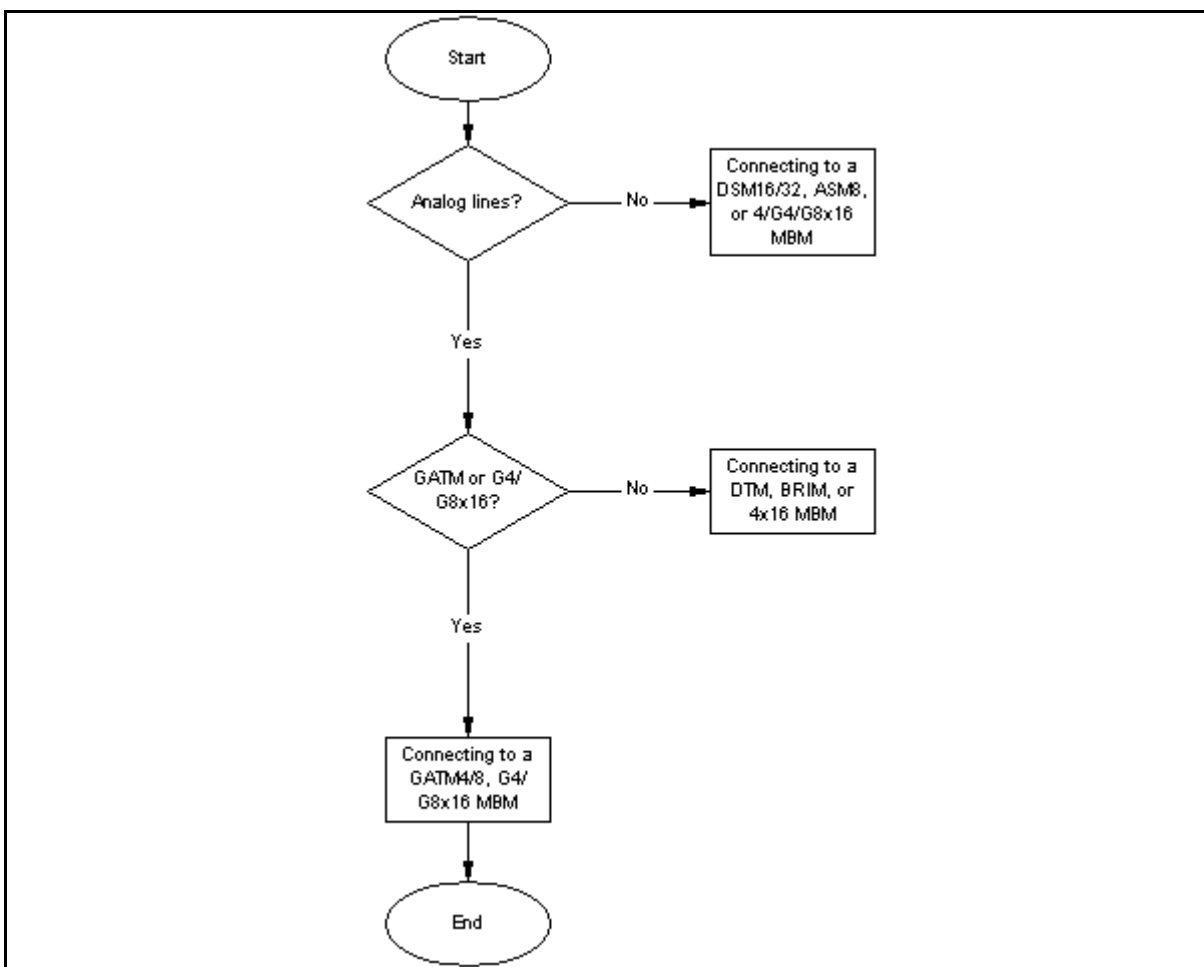 Start
Analog lines?
No
Connecting to a
DSM16/32, ASM8,
or 4/G4/G8x16
MBM
Yes
GATM or G4/
G8x16?
No
Connecting to a
DTM, BRIM, or
4x16 MBM
Yes
Connecting to a
GATM4/8, G4/
G8x16 MBM
End